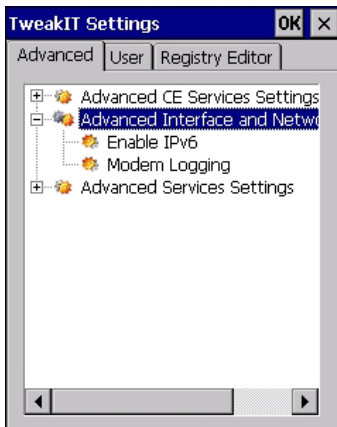 TweakIT Settings OK ×
Advanced User Registry Editor
Advanced CE Services Settings
Advanced Interface and Netwo
Enable IPv6
Modem Logging
Advanced Services Settings